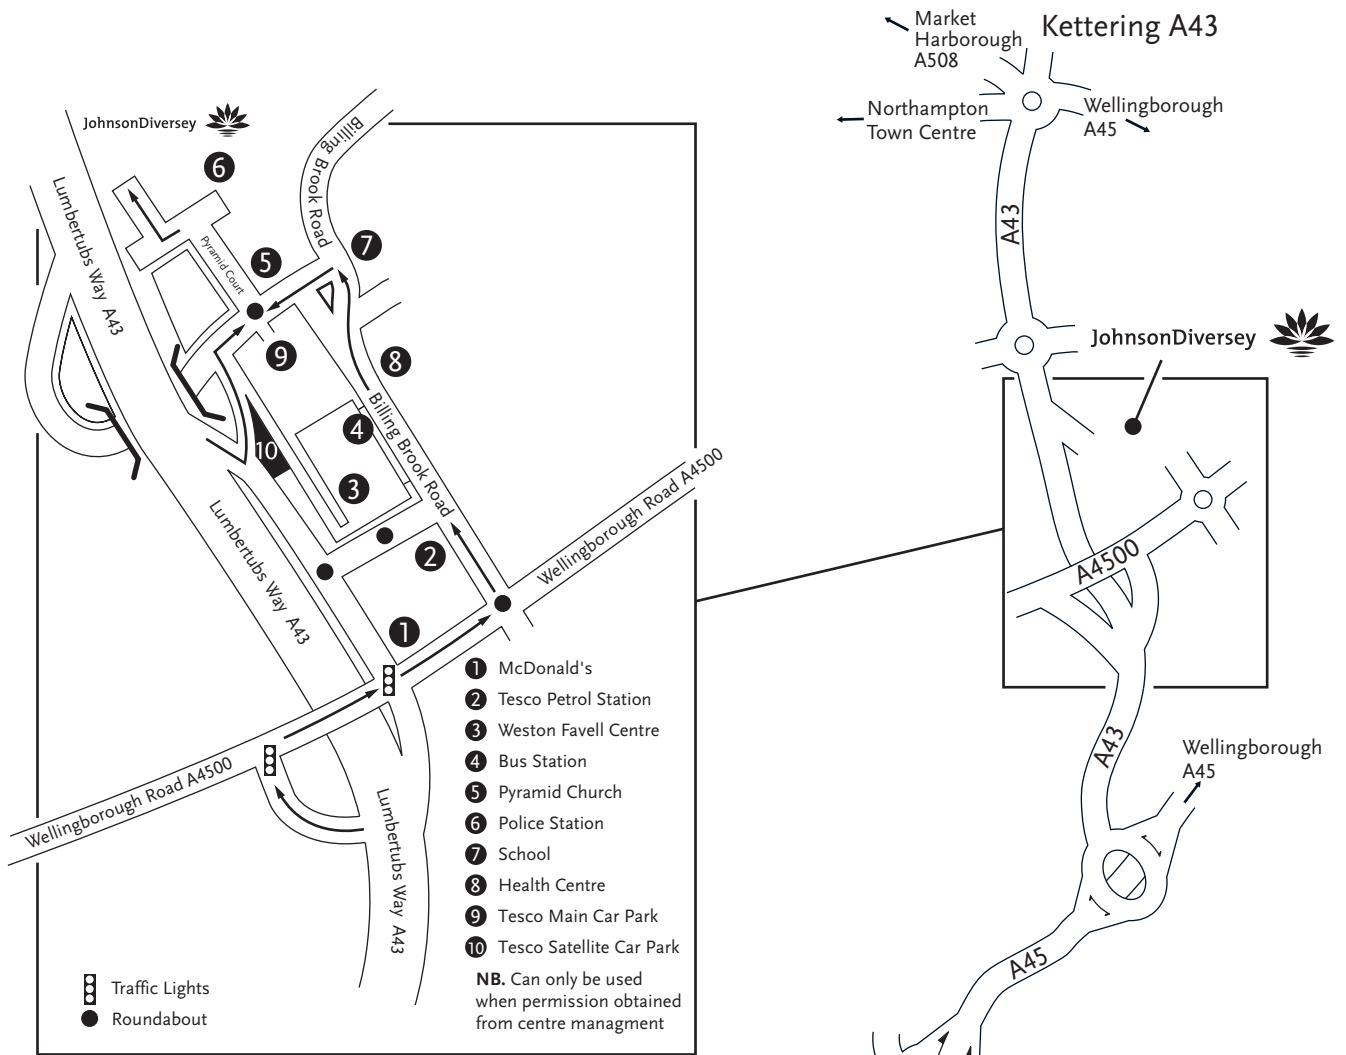 Market
Harborough
A508
Kettering A43
Northampton
Town Centre
Wellingborough
A45
JohnsonDiversey
6
Billing
Brook Road
Lumbertubs Way A43
Pyramid Court
5
7
A43
9
8
JohnsonDiversey
10
4
3
Billing Brook Road
Wellingborough Road A4500
Lumbertubs Way A43
2
A4500
1
1 McDonald's
2 Tesco Petrol Station
3 Weston Favell Centre
4 Bus Station
5 Pyramid Church
6 Police Station
7 School
8 Health Centre
9 Tesco Main Car Park
10 Tesco Satellite Car Park
NB. Can only be used
when permission obtained
from centre managment
Wellingborough Road A4500
Lumbertubs Way A43
Traffic Lights
Roundabout
A43
Wellingborough
A45
A45